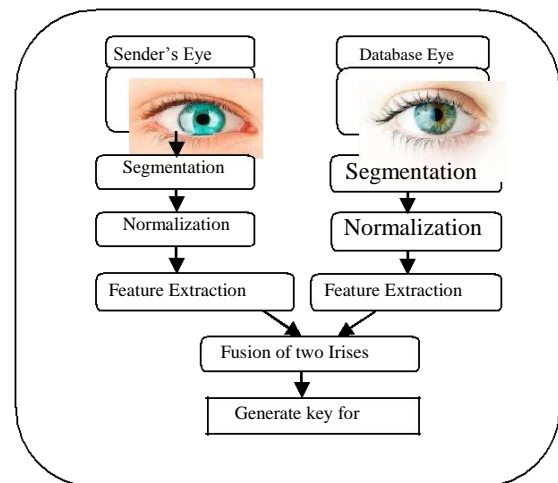 Sender's Eye
Database Eye
Segmentation
Segmentation
Normalization
Normalization
Feature Extraction
Feature Extraction
Fusion of two Irises
Generate key for